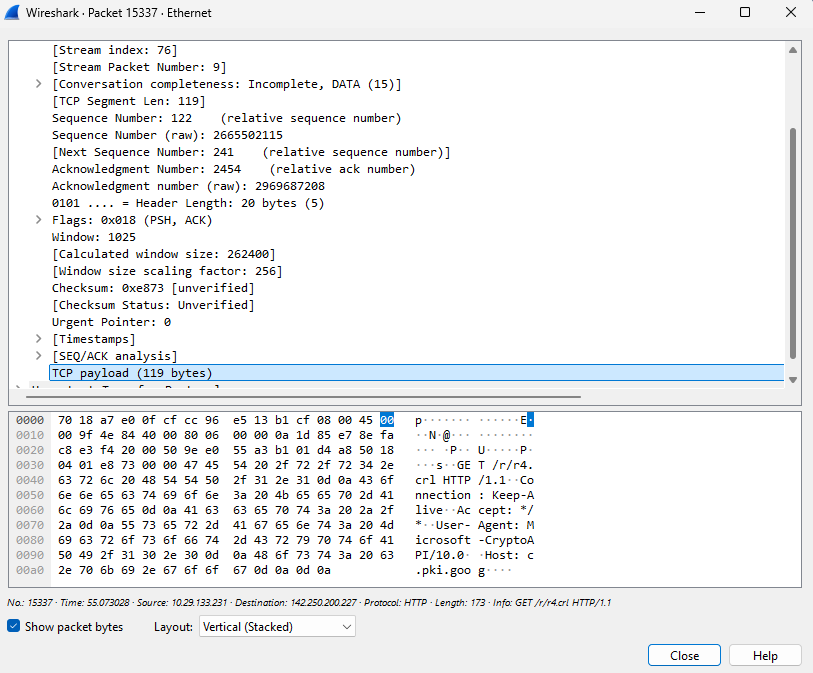 Wireshark · Packet 15337 · Ethernet
[Stream index: 76]
[Stream Packet Number: 9]
[Conversation completeness: Incomplete, DATA (15)]
[TCP Segment Len: 119]
Sequence Number: 122    (relative sequence number)
Sequence Number (raw): 2665502115
[Next Sequence Number: 241    (relative sequence number)]
Acknowledgment Number: 2454    (relative ack number)
Acknowledgment number (raw): 2969687208
0101 .... = Header Length: 20 bytes (5)
Flags: 0x018 (PSH, ACK)
Window: 1025
[Calculated window size: 262400]
[Window size scaling factor: 256]
Checksum: 0xe873 [unverified]
[Checksum Status: Unverified]
Urgent Pointer: 0
[Timestamps]
[SEQ/ACK analysis]
TCP payload (119 bytes)
0000  70 18 a7 e0 0f cf cc 96  e5 13 b1 cf 08 00 45 00   p·······  ······E·
0010  00 9f 4e 84 40 00 80 06  00 00 0a 1d 85 e7 8e fa   ··N·@···  ········
0020  c8 e3 f4 20 00 50 9e e0  55 a3 b1 01 d4 a8 50 18   ··· ·P··  U·····P·
0030  04 01 e8 73 00 00 47 45  54 20 2f 72 2f 72 34 2e   ···s··GE T /r/r4.
0040  63 72 6c 20 48 54 54 50  2f 31 2e 31 0d 0a 43 6f   crl HTTP /1.1··Co
0050  6e 6e 65 63 74 69 6f 6e  3a 20 4b 65 65 70 2d 41   nnection : Keep-A
0060  6c 69 76 65 0d 0a 41 63  63 65 70 74 3a 20 2a 2f   live··Ac cept: */
0070  2a 0d 0a 55 73 65 72 2d  41 67 65 6e 74 3a 20 4d   *··User- Agent: M
0080  69 63 72 6f 73 6f 66 74  2d 43 72 79 70 74 6f 41   icrosoft -CryptoA
0090  50 49 2f 31 30 2e 30 0d  0a 48 6f 73 74 3a 20 63   PI/10.0· ·Host: c
00a0  2e 70 6b 69 2e 67 6f 6f  67 0d 0a 0d 0a   .pki.goo g····
No.: 15337 · Time: 55.073028 · Source: 10.29.133.231 · Destination: 142.250.200.227 · Protocol: HTTP · Length: 173 · Info: GET /r/r4.crl HTTP/1.1
Show packet bytes    Layout: Vertical (Stacked)
Close    Help